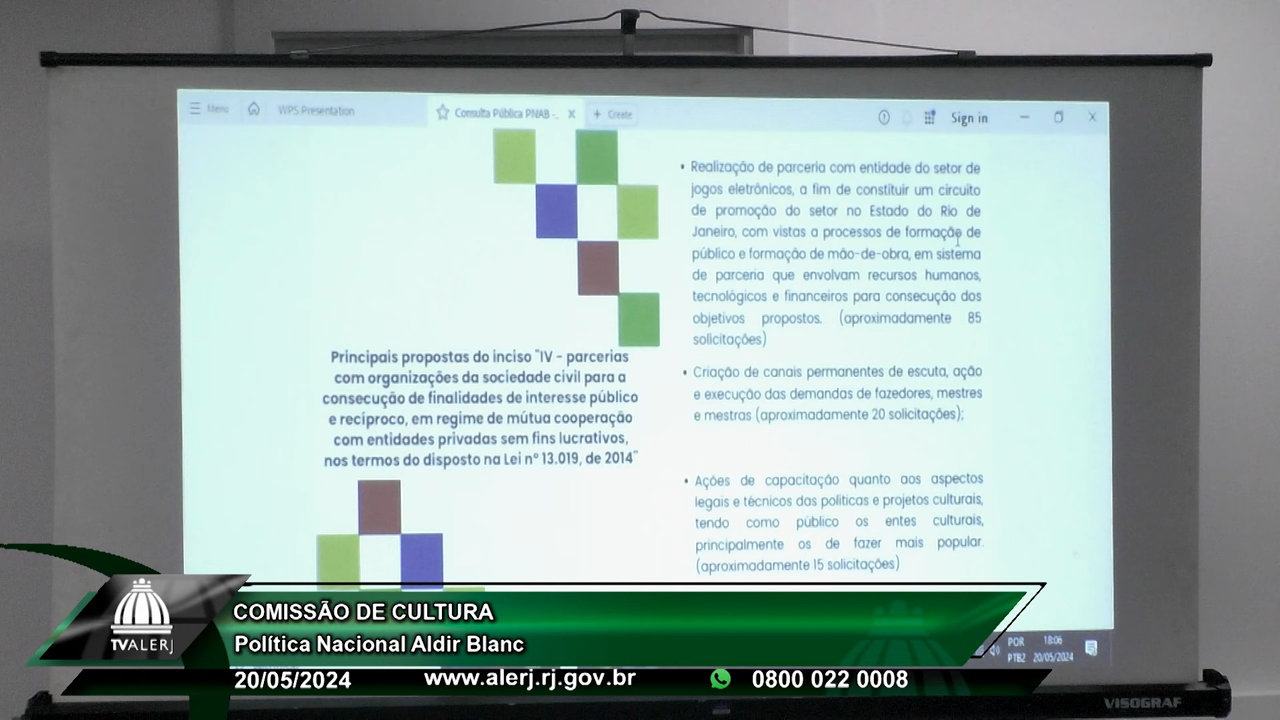 Menu
WPS Presentation
Consulta Pública PNAB -.
Create
Sign in
Principais propostas do inciso "IV - parcerias
com organizações da sociedade civil para a
consecução de finalidades de interesse público
e recíproco, em regime de mútua cooperação
com entidades privadas sem fins lucrativos,
nos termos do disposto na Lei nº 13.019, de 2014"
• Realização de parceria com entidade do setor de
jogos eletrônicos, a fim de constituir um circuito
de promoção do setor no Estado do Rio de
Janeiro, com vistas a processos de formação de
público e formação de mão-de-obra, em sistema
de parceria que envolvam recursos humanos,
tecnológicos e financeiros para consecução dos
objetivos propostos. (aproximadamente 85
solicitações)
• Criação de canais permanentes de escuta, ação
e execução das demandas de fazedores, mestres
e mestras (aproximadamente 20 solicitações);
• Ações de capacitação quanto aos aspectos
legais e técnicos das políticas e projetos culturais,
tendo como público os entes culturais,
principalmente os de fazer mais popular.
(aproximadamente 15 solicitações)
POR
PTB2
18:06
20/05/2024
TVALERJ
COMISSÃO DE CULTURA
Política Nacional Aldir Blanc
20/05/2024
www.alerj.rj.gov.br
0800 022 0008
VISOGRAF